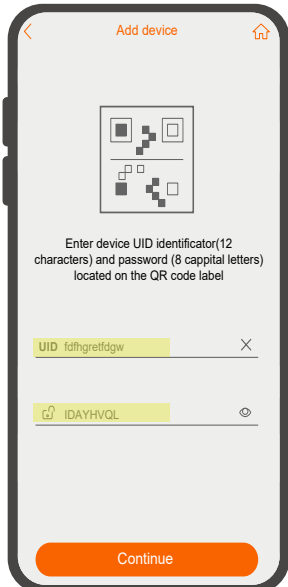 Add device
Enter device UID identificator(12
characters) and password (8 cappital letters)
located on the QR code label
UID fdfhgretfdgw
IDAYHVQL
Continue